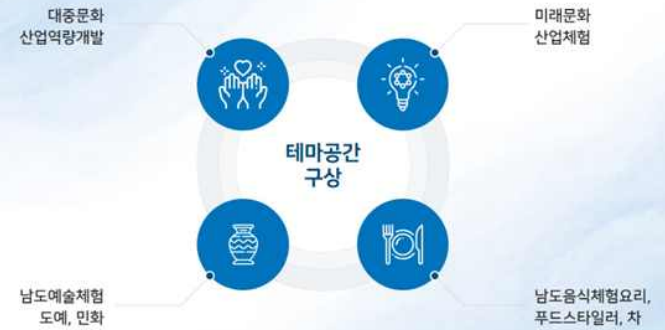 대중문화
산업역량개발
미래문화
산업체험
테마공간
구상
남도예술체험
도예, 민화
남도음식체험요리,
푸드스타일러, 차